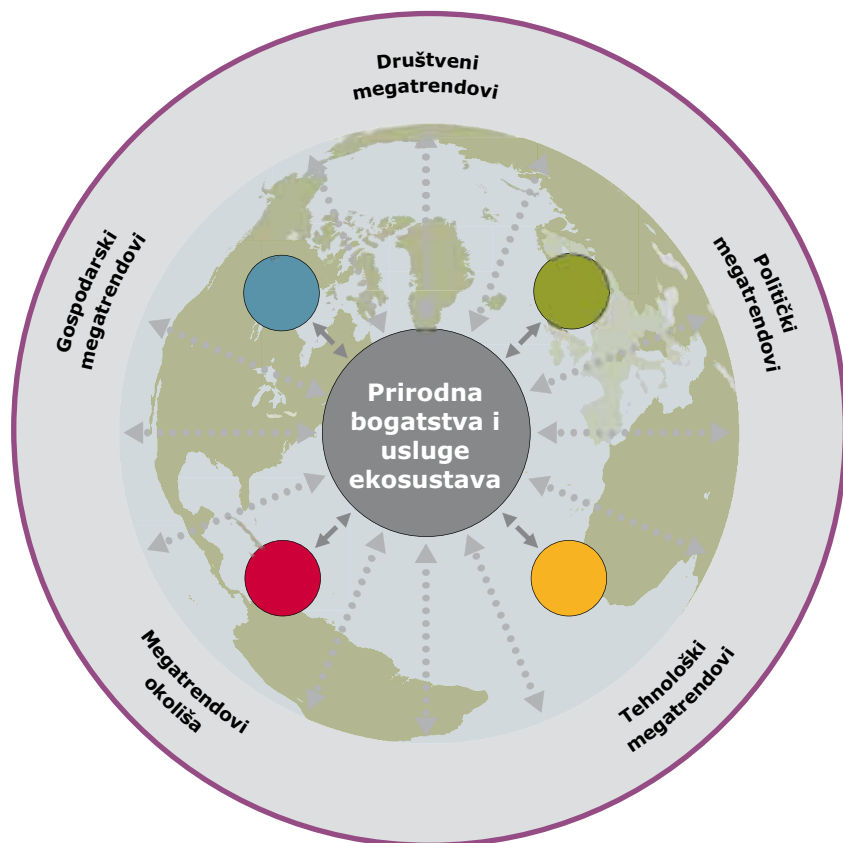 Društveni
megatrendovi
Gospodarski
megatrendovi
Politički
megatrendovi
Prirodna
bogatstva i
usluge
ekosustava
Megatrendovi
okoliša
Tehnološki
megatrendovi